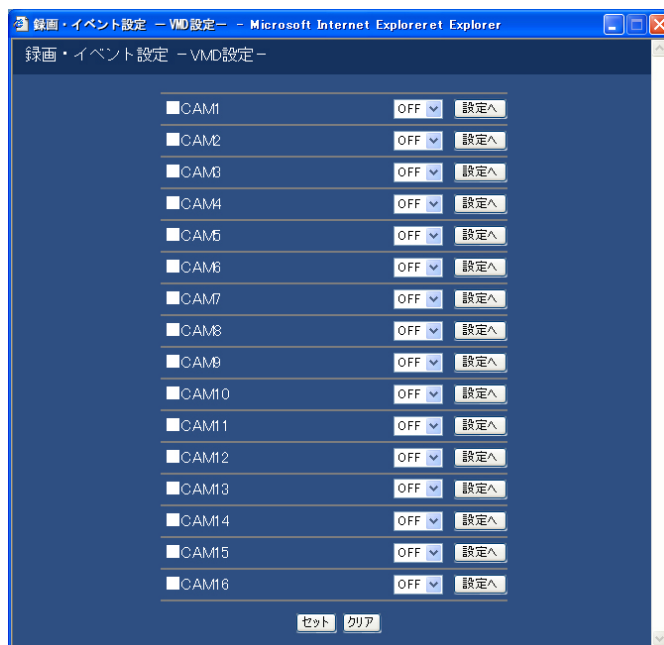 録画・イベント設定 －VMD設定－ - Microsoft Internet Exploreret Explorer
録画・イベント設定 －VMD設定－
■CAM1 OFF 設定へ
■CAM2 OFF 設定へ
■CAM3 OFF 設定へ
■CAM4 OFF 設定へ
■CAM5 OFF 設定へ
■CAM6 OFF 設定へ
■CAM7 OFF 設定へ
■CAM8 OFF 設定へ
■CAM9 OFF 設定へ
■CAM10 OFF 設定へ
■CAM11 OFF 設定へ
■CAM12 OFF 設定へ
■CAM13 OFF 設定へ
■CAM14 OFF 設定へ
■CAM15 OFF 設定へ
■CAM16 OFF 設定へ
セット クリア